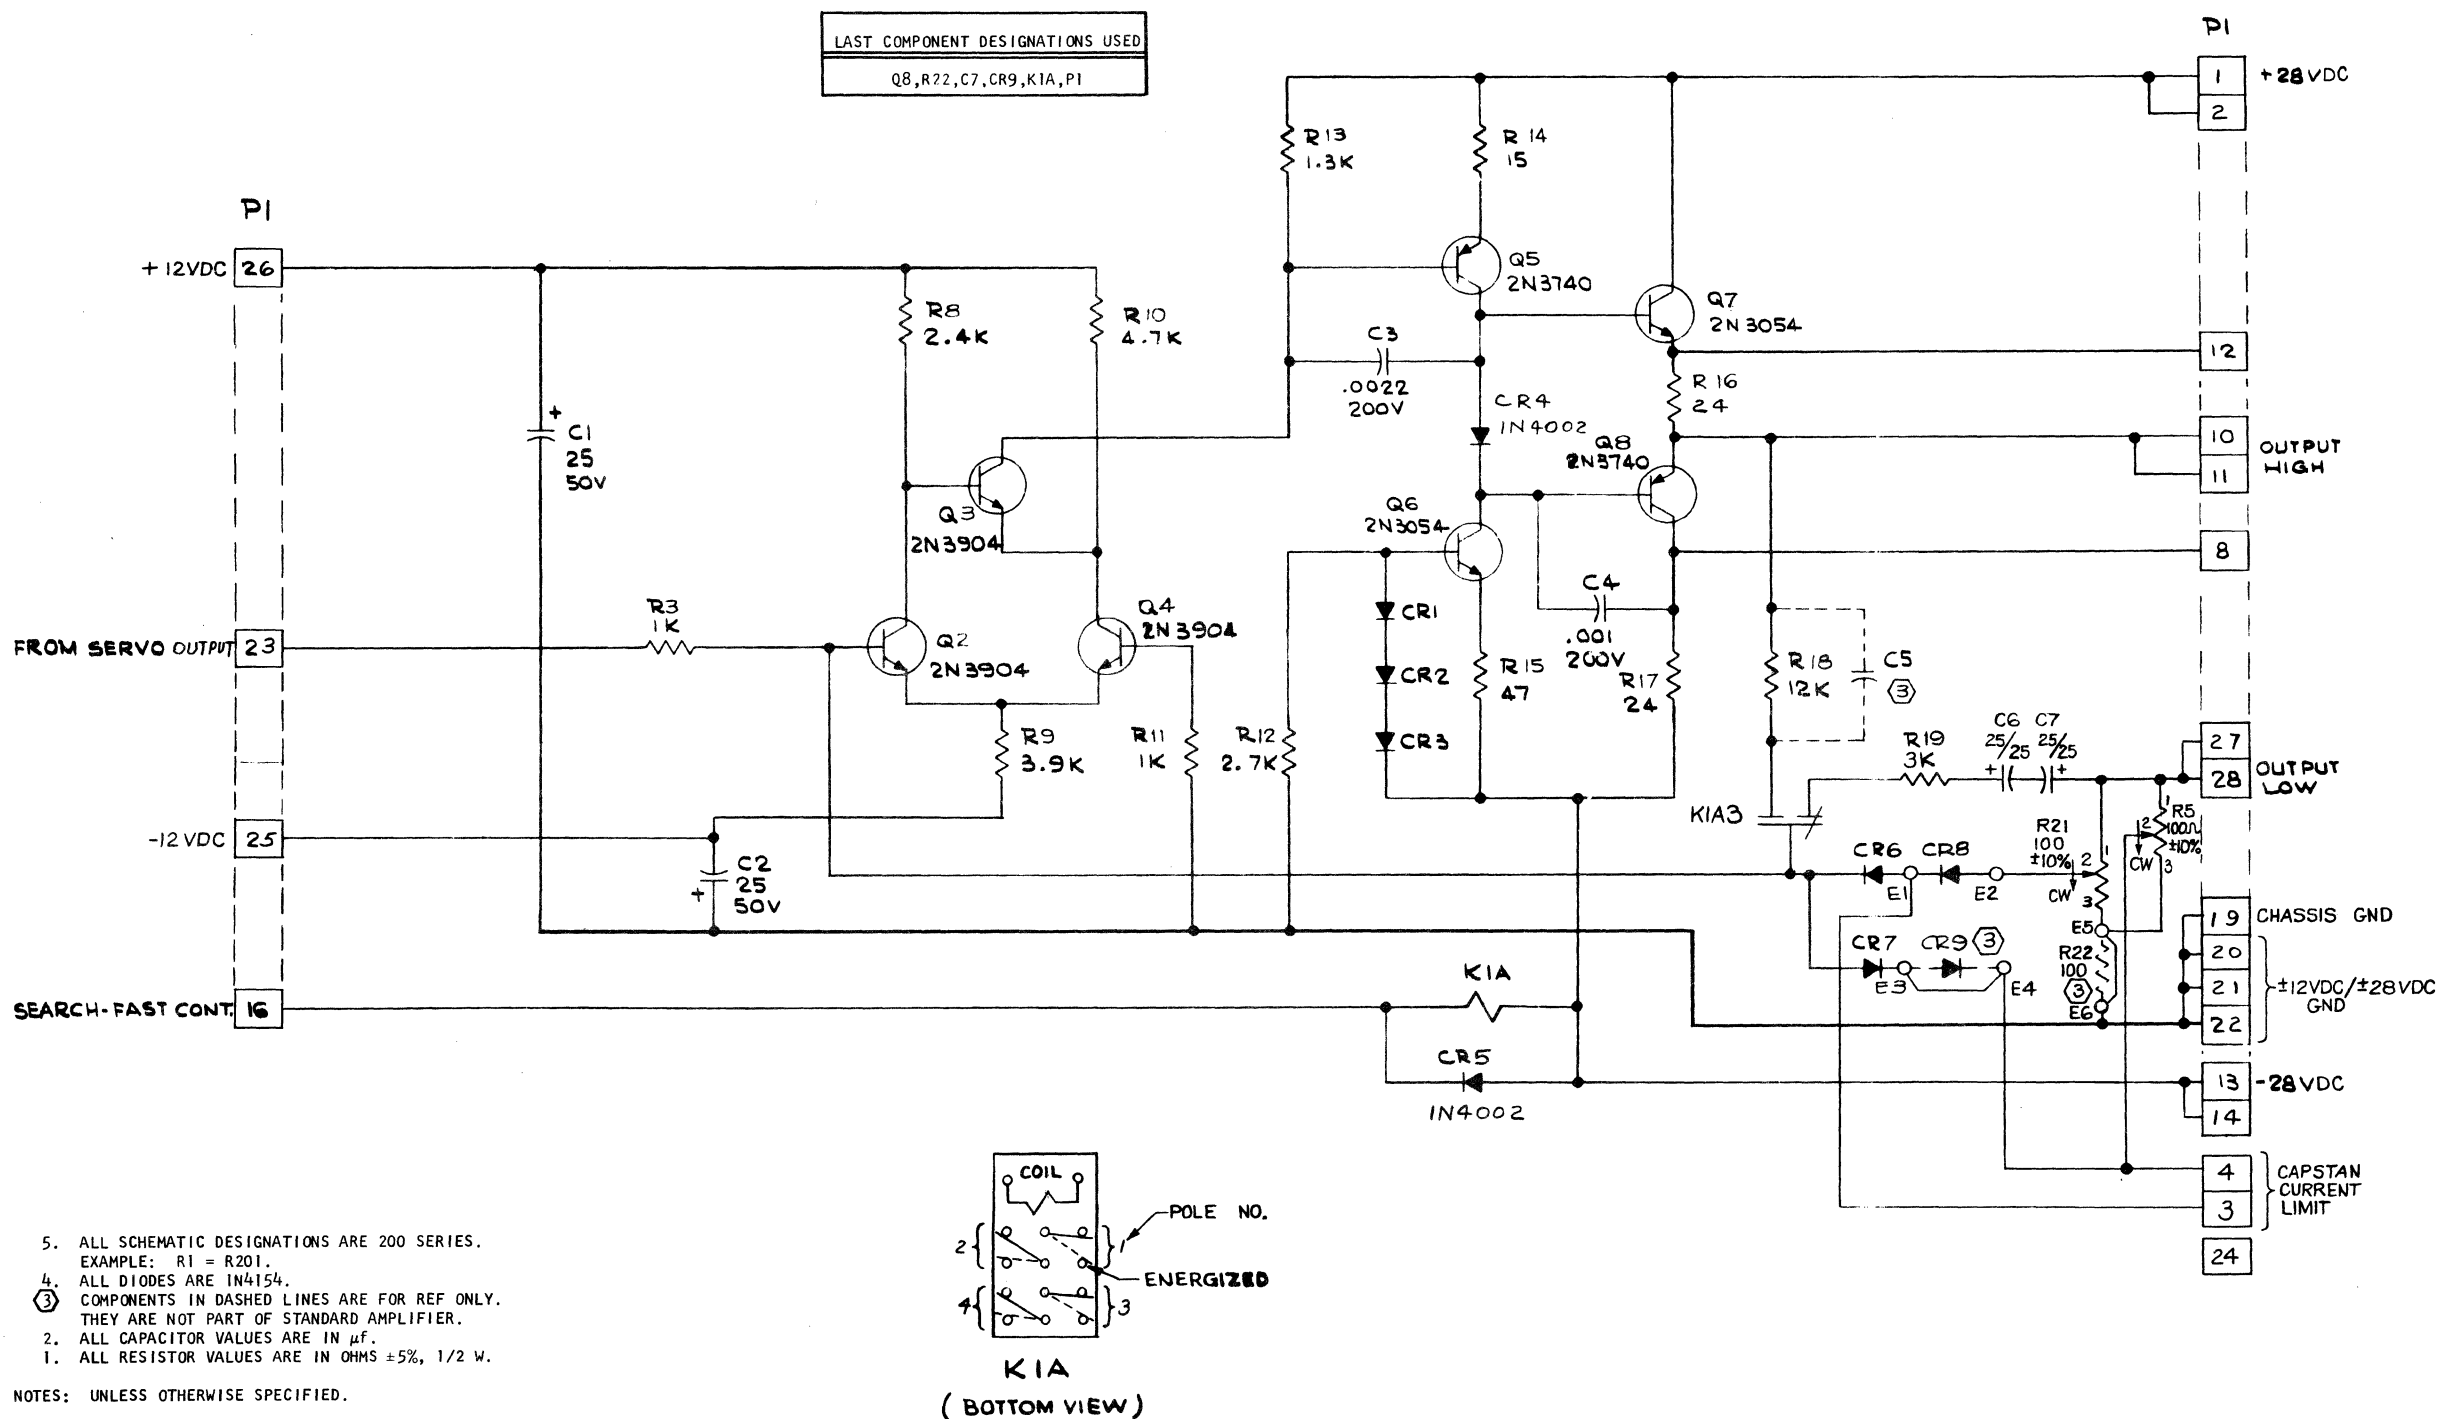 LAST COMPONENT DESIGNATIONS USED
Q8,R22,C7,CR9,K1A,P1
P1
1 +28VDC
2
R13
1.3K
R 14
15
P1
+12VDC 26
Q5
2N3740
Q7
2N3054
R8
2.4K
R10
4.7K
C3
.0022
200V
12
R16
24
CR4
1N4002
+
C1
25
50V
Q8
2N3740
10
11
OUTPUT
HIGH
Q3
2N3904
Q6
2N3054
8
C4
.001
200V
CR1
R3
1K
Q4
2N3904
FROM SERVO OUTPUT 23
Q2
2N3904
CR2
R15
47
R17
24
R18
12K
C5
3
R9
3.9K
R11
1K
R12
2.7K
CR3
R19
3K
C6
25/25
C7
25/25
+
+
27
28
OUTPUT
LOW
K1A3
R5
100Ω
±10%
1
2
3
CW
R21
100
±10%
1
2
3
CW
-12VDC 25
C2
25
50V
+
CR6
CR8
E1
E2
19 CHASSIS GND
20
21
22
±12VDC/±28VDC
GND
E5
R22
100
3
E6
CR7
CR9 3
E3
E4
K1A
SEARCH-FAST CONT. 16
CR5
1N4002
13 -28VDC
14
4
3
CAPSTAN
CURRENT
LIMIT
24
COIL
POLE NO.
2
1
ENERGIZED
4
3
K1A
(BOTTOM VIEW)
5. ALL SCHEMATIC DESIGNATIONS ARE 200 SERIES.
EXAMPLE: R1 = R201.
4. ALL DIODES ARE 1N4154.
3 COMPONENTS IN DASHED LINES ARE FOR REF ONLY.
THEY ARE NOT PART OF STANDARD AMPLIFIER.
2. ALL CAPACITOR VALUES ARE IN µf.
1. ALL RESISTOR VALUES ARE IN OHMS ±5%, 1/2 W.
NOTES: UNLESS OTHERWISE SPECIFIED.